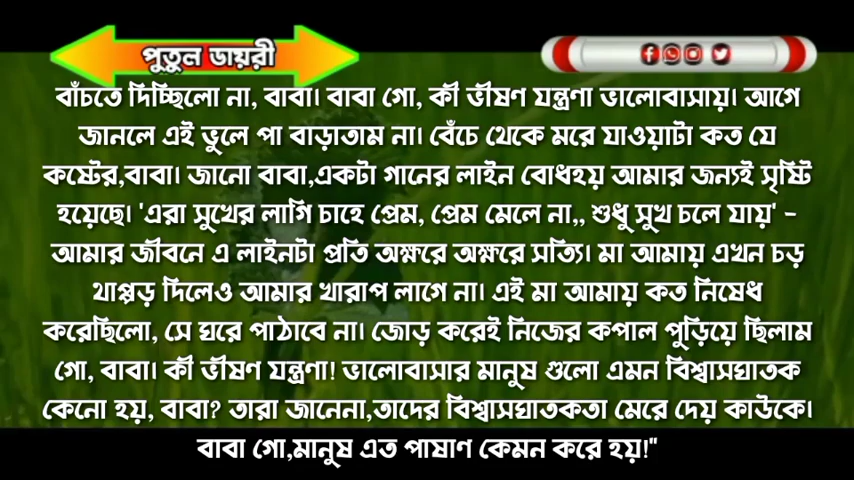 পুতুল ডায়রী
বাঁচতে দিচ্ছিলো না, বাবা। বাবা গো, কী ভীষণ যন্ত্রণা ভালোবাসায়। আগে
জানলে এই ভুলে পা বাড়াতাম না। বেঁচে থেকে মরে যাওয়াটা কত যে
কষ্টের,বাবা। জানো বাবা,একটা গানের লাইন বোধহয় আমার জন্যই সৃষ্টি
হয়েছে। 'এরা সুখের লাগি চাহে প্রেম, প্রেম মেলে না,, শুধু সুখ চলে যায়' -
আমার জীবনে এ লাইনটা প্রতি অক্ষরে অক্ষরে সত্যি। মা আমায় এখন চড়
থাপ্পড় দিলেও আমার খারাপ লাগে না। এই মা আমায় কত নিষেধ
করেছিলো, সে ঘরে পাঠাবে না। জোড় করেই নিজের কপাল পুড়িয়ে ছিলাম
গো, বাবা। কী ভীষণ যন্ত্রণা! ভালোবাসার মানুষ গুলো এমন বিশ্বাসঘাতক
কেনো হয়, বাবা? তারা জানেনা,তাদের বিশ্বাসঘাতকতা মেরে দেয় কাউকে।
বাবা গো,মানুষ এত পাষাণ কেমন করে হয়!"